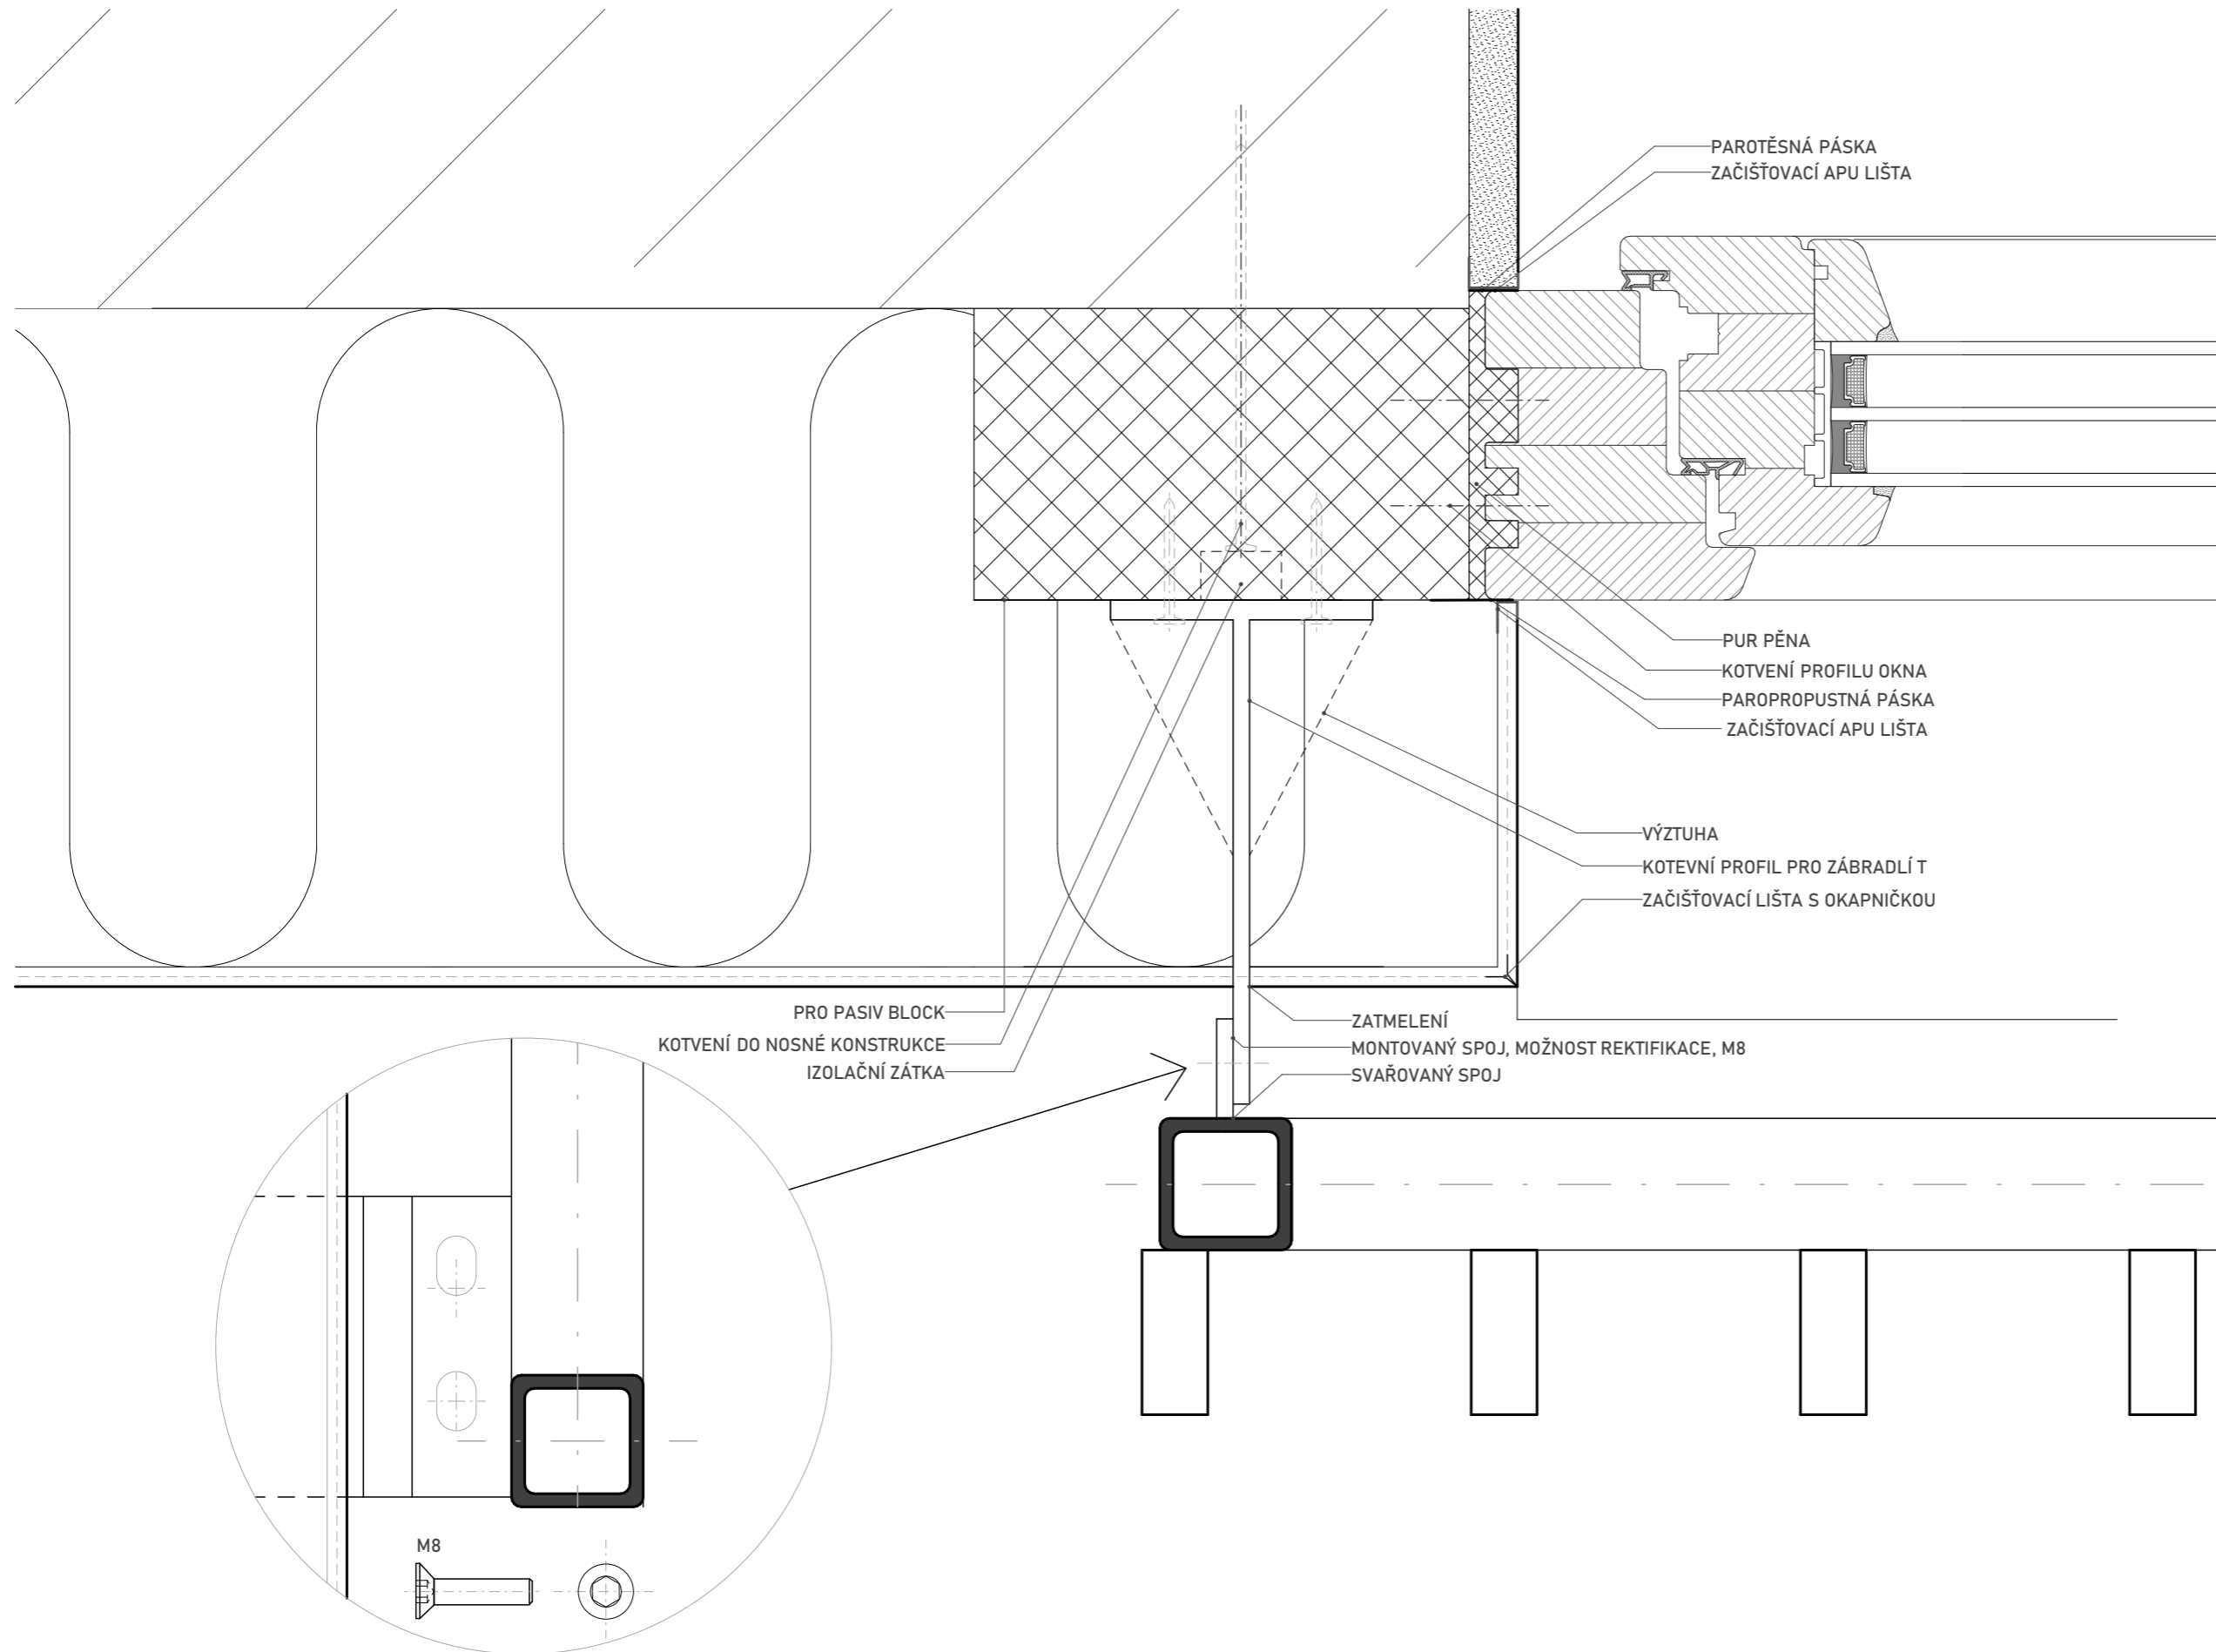 PAROTĚSNÁ PÁSKA
ZAČIŠŤOVACÍ APU LIŠTA
PUR PĚNA
KOTVENÍ PROFILU OKNA
PAROPROPUSTNÁ PÁSKA
ZAČIŠŤOVACÍ APU LIŠTA
VÝZTUHA
KOTEVNÍ PROFIL PRO ZÁBRADLÍ T
ZAČIŠŤOVACÍ LIŠTA S OKAPNIČKOU
PRO PASIV BLOCK
KOTVENÍ DO NOSNÉ KONSTRUKCE
IZOLAČNÍ ZÁTKA
ZATMELENÍ
MONTOVANÝ SPOJ, MOŽNOST REKTIFIKACE, M8
SVAŘOVANÝ SPOJ
M8